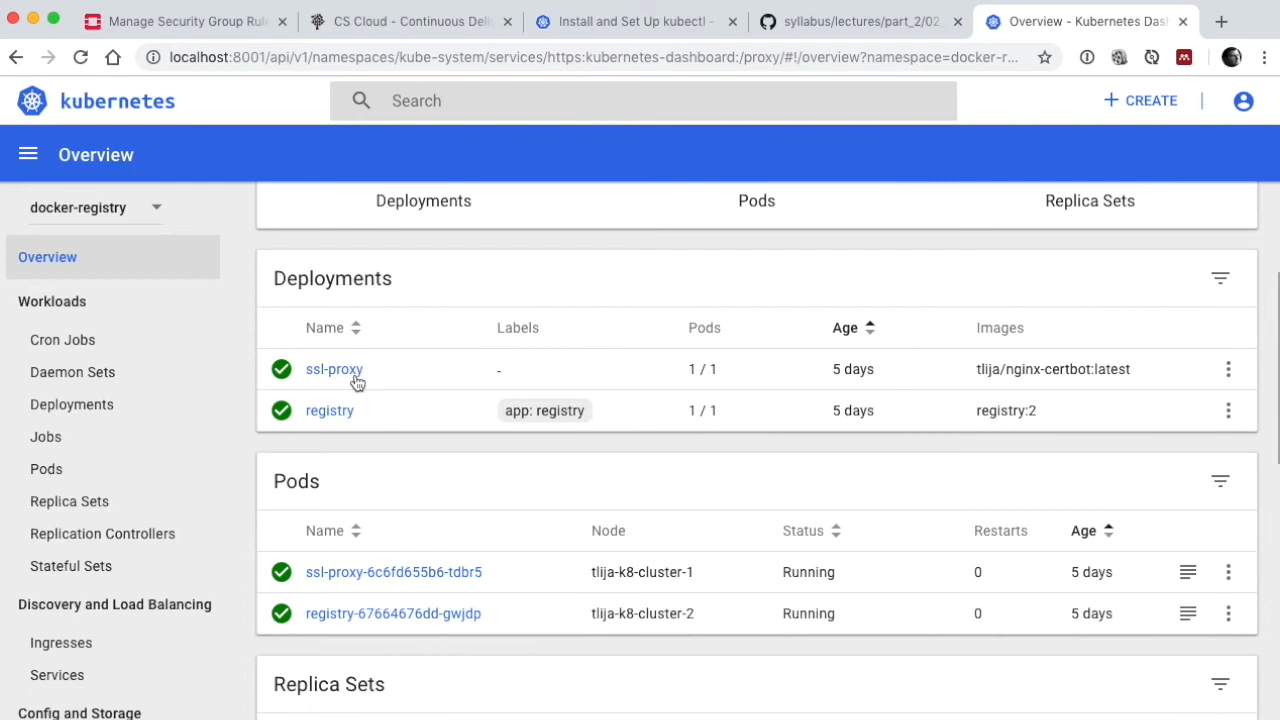 Manage Security Group Rule
CS Cloud - Continuous Deli
Install and Set Up kubectl -
syllabus/lectures/part_2/02_
Overview - Kubernetes Dash
localhost:8001/api/v1/namespaces/kube-system/services/https:kubernetes-dashboard:/proxy/#!/overview?namespace=docker-r...
kubernetes
Search
+ CREATE
Overview
docker-registry
Overview
Workloads
Cron Jobs
Daemon Sets
Deployments
Jobs
Pods
Replica Sets
Replication Controllers
Stateful Sets
Discovery and Load Balancing
Ingresses
Services
Config and Storage
Deployments Pods Replica Sets
Deployments
Name Labels Pods Age Images
ssl-proxy - 1 / 1 5 days tlija/nginx-certbot:latest
registry app: registry 1 / 1 5 days registry:2
Pods
Name Node Status Restarts Age
ssl-proxy-6c6fd655b6-tdbr5 tlija-k8-cluster-1 Running 0 5 days
registry-67664676dd-gwjdp tlija-k8-cluster-2 Running 0 5 days
Replica Sets